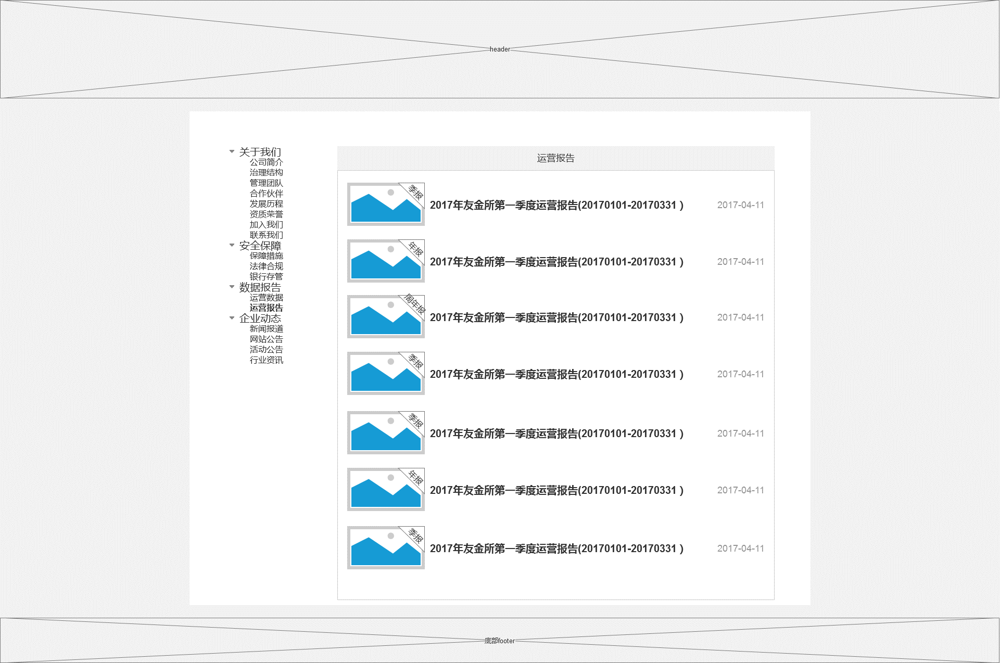 header
关于我们
公司简介
治理结构
管理团队
合作伙伴
发展历程
资质荣誉
加入我们
联系我们
安全保障
保障措施
法律合规
银行存管
数据报告
运营数据
运营报告
企业动态
新闻报道
网站公告
活动公告
行业资讯
运营报告
季报
2017年友金所第一季度运营报告(20170101-20170331 ) 2017-04-11
年报
2017年友金所第一季度运营报告(20170101-20170331 ) 2017-04-11
周年报
2017年友金所第一季度运营报告(20170101-20170331 ) 2017-04-11
季报
2017年友金所第一季度运营报告(20170101-20170331 ) 2017-04-11
季报
2017年友金所第一季度运营报告(20170101-20170331 ) 2017-04-11
年报
2017年友金所第一季度运营报告(20170101-20170331 ) 2017-04-11
季报
2017年友金所第一季度运营报告(20170101-20170331 ) 2017-04-11
底部footer